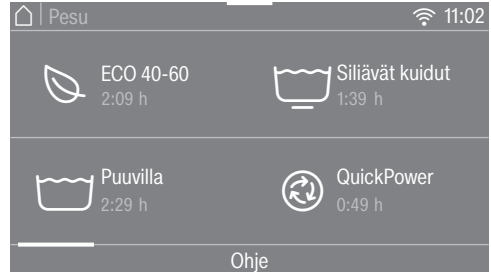 Pesu
11:02
ECO 40-60
2:09 h
Siliävät kuidut
1:39 h
Puuvilla
2:29 h
QuickPower
0:49 h
Ohje